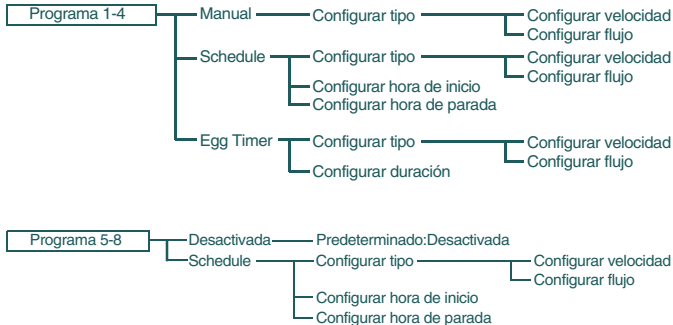 Programa 1-4 Manual Configurar tipo Configurar velocidad
Configurar flujo
Schedule Configurar tipo Configurar velocidad
Configurar flujo
Configurar hora de inicio
Configurar hora de parada
Egg Timer Configurar tipo Configurar velocidad
Configurar flujo
Configurar duración
Programa 5-8 Desactivada Predeterminado:Desactivada
Schedule Configurar tipo Configurar velocidad
Configurar flujo
Configurar hora de inicio
Configurar hora de parada